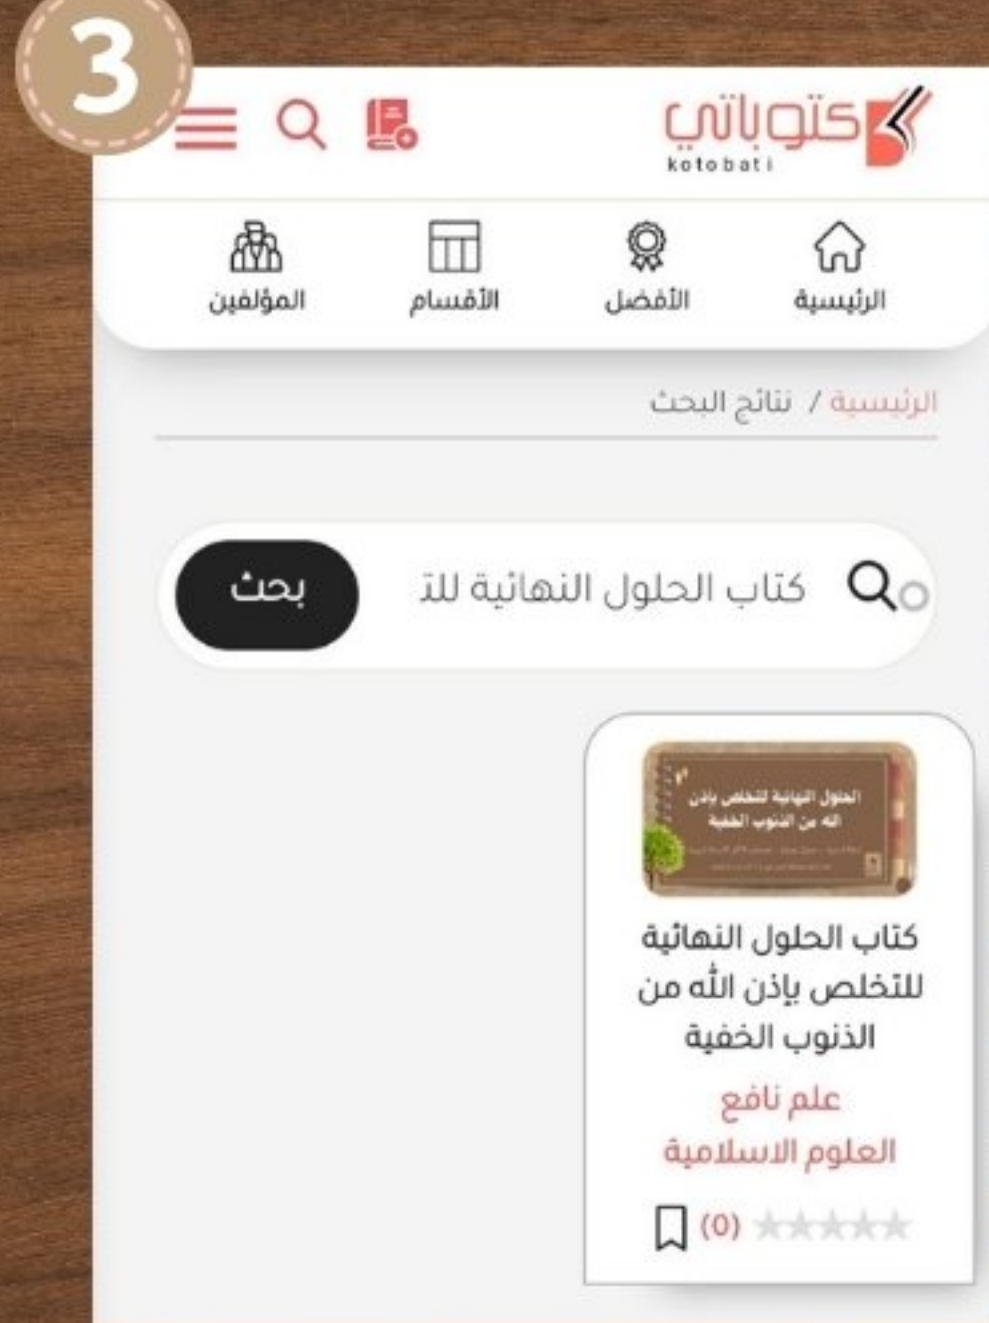 3
كتوباتي
kotobati
الرئيسية
الأفضل
الأقسام
المؤلفين
الرئيسية / نتائج البحث
كتاب الحلول النهائية للتـ
بحث
الحلول النهائية للتخلص بإذن
الله من الذنوب الخفية
كتاب الحلول النهائية
للتخلص بإذن الله من
الذنوب الخفية
علم نافع
العلوم الاسلامية
(0)